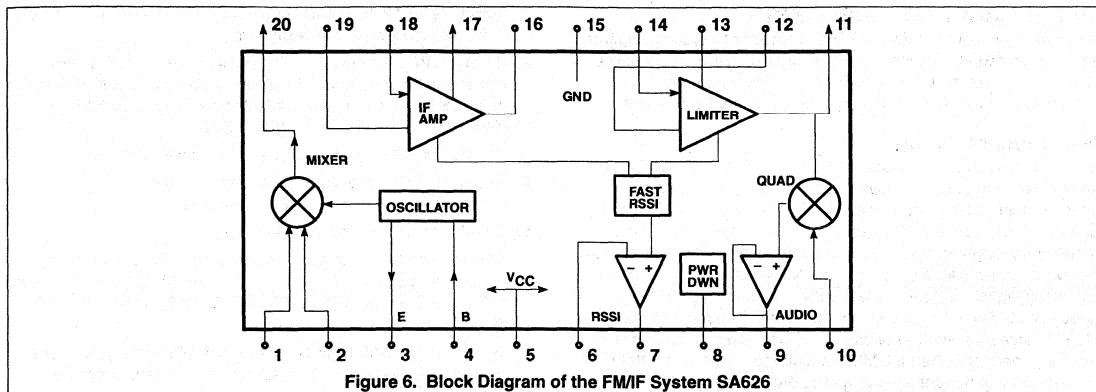 20 19 18 17 16 15 14 13 12 11
GND
IF
AMP
LIMITER
MIXER
QUAD
FAST
RSSI
OSCILLATOR
VCC
− +
PWR
DWN
− +
E B
RSSI
AUDIO
1 2 3 4 5 6 7 8 9 10
Figure 6. Block Diagram of the FM/IF System SA626